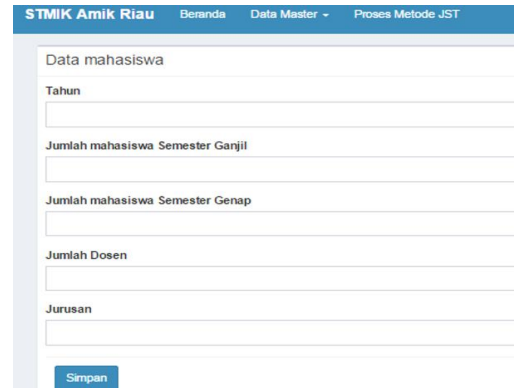 STMIK Amik Riau Beranda Data Master Proses Metode JST
Data mahasiswa
Tahun
Jumlah mahasiswa Semester Ganjil
Jumlah mahasiswa Semester Genap
Jumlah Dosen
Jurusan
Simpan